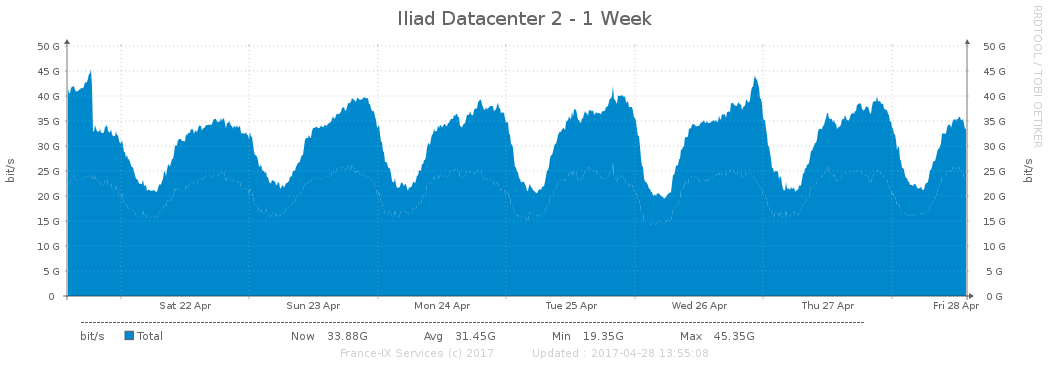 Iliad Datacenter 2 - 1 Week
RRDTOOL / TOBI OETIKER
bit/s
50 G 50 G
45 G 45 G
40 G 40 G
35 G 35 G
30 G 30 G
25 G 25 G
20 G 20 G
15 G 15 G
10 G 10 G
5 G 5 G
0 0 G
bit/s
Sat 22 Apr Sun 23 Apr Mon 24 Apr Tue 25 Apr Wed 26 Apr Thu 27 Apr Fri 28 Apr
bit/s Total Now 33.88G Avg 31.45G Min 19.35G Max 45.35G
France-IX Services (c) 2017 Updated : 2017-04-28 13:55:08